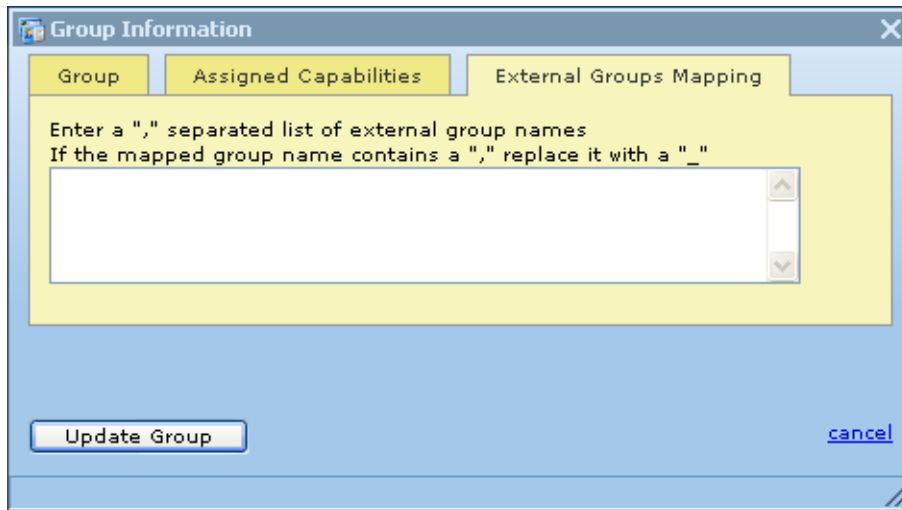 Group Information
Group
Assigned Capabilities
External Groups Mapping
Enter a "," separated list of external group names
If the mapped group name contains a "," replace it with a "_"
Update Group
cancel